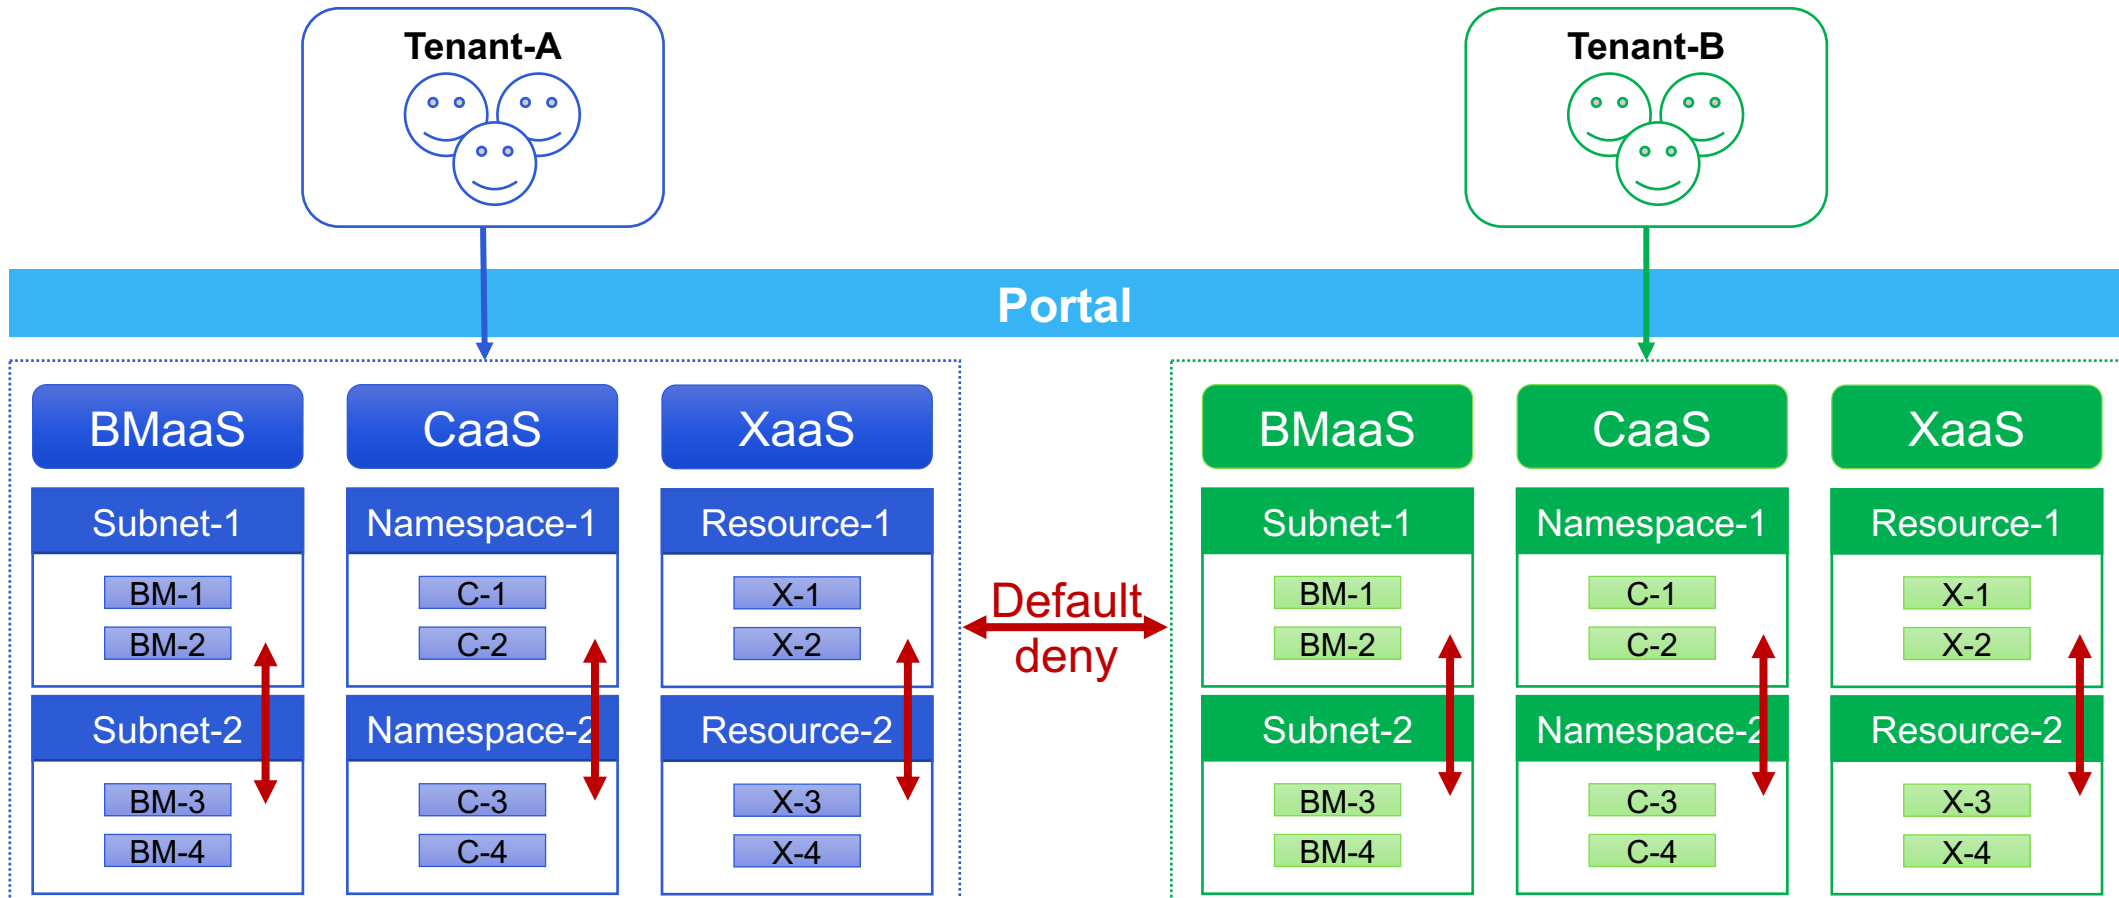 Tenant-A
Tenant-B
Portal
BMaaS
CaaS
XaaS
Subnet-1
Namespace-1
Resource-1
BM-1
C-1
X-1
BM-2
C-2
X-2
Subnet-2
Namespace-2
Resource-2
BM-3
C-3
X-3
BM-4
C-4
X-4
Default
deny
BMaaS
CaaS
XaaS
Subnet-1
Namespace-1
Resource-1
BM-1
C-1
X-1
BM-2
C-2
X-2
Subnet-2
Namespace-2
Resource-2
BM-3
C-3
X-3
BM-4
C-4
X-4